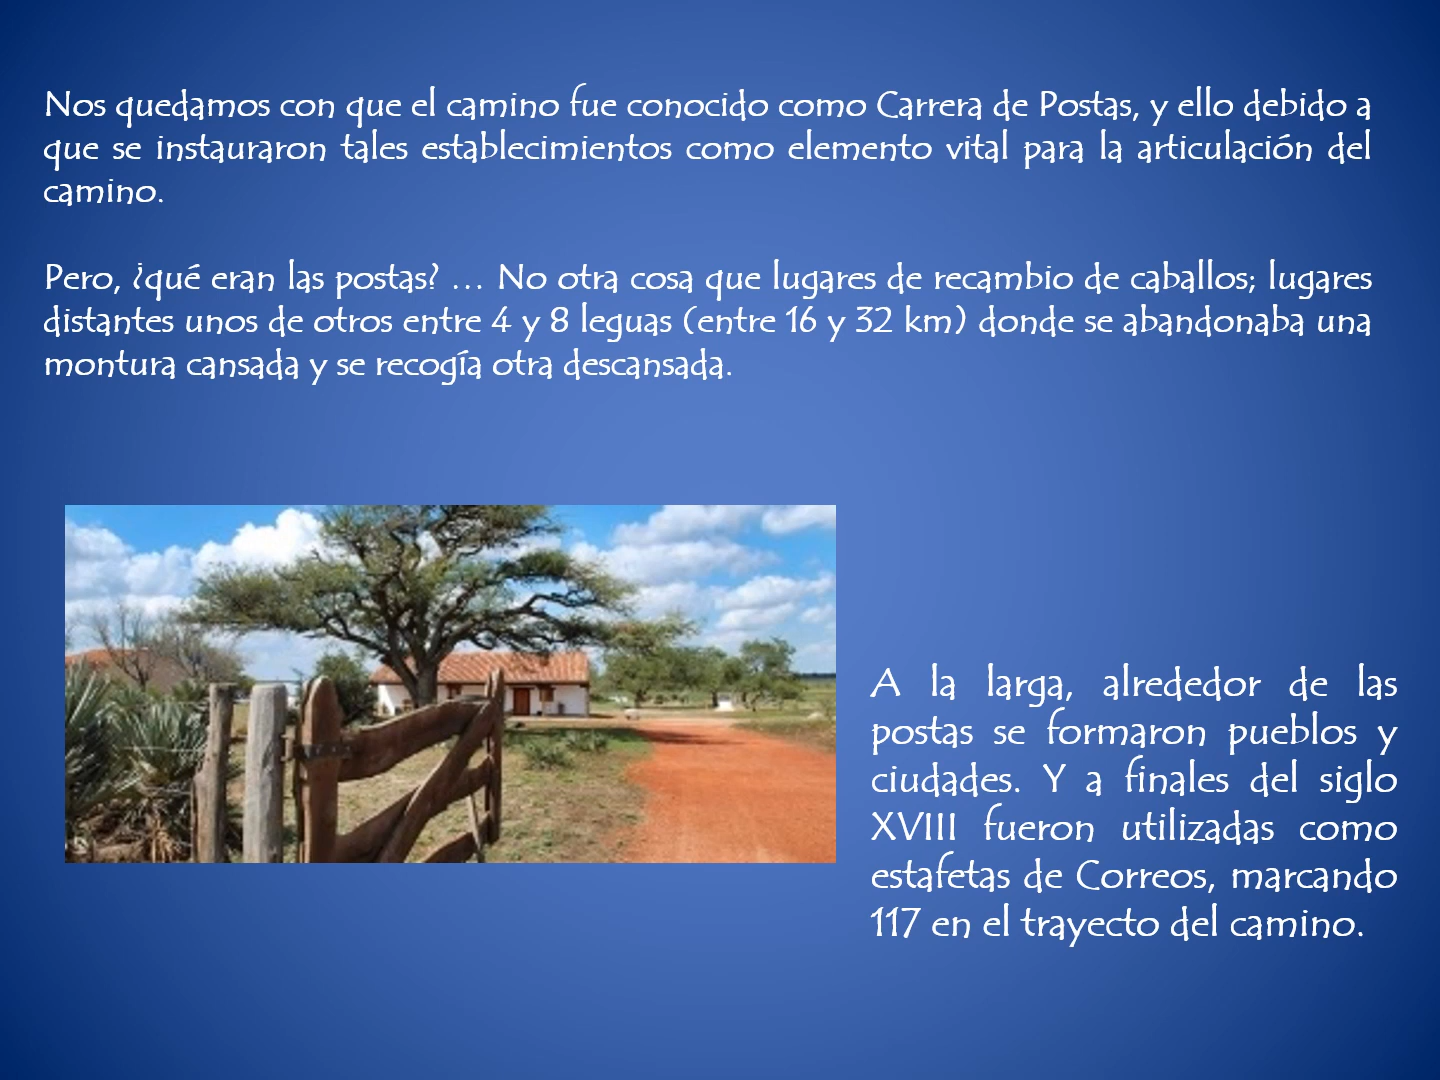 Nos quedamos con que el camino fue conocido como Carrera de Postas, y ello debido a
que se instauraron tales establecimientos como elemento vital para la articulación del
camino.
Pero, ¿qué eran las postas? … No otra cosa que lugares de recambio de caballos; lugares
distantes unos de otros entre 4 y 8 leguas (entre 16 y 32 km) donde se abandonaba una
montura cansada y se recogía otra descansada.
A la larga, alrededor de las
postas se formaron pueblos y
ciudades. Y a finales del siglo
XVIII fueron utilizadas como
estafetas de Correos, marcando
117 en el trayecto del camino.